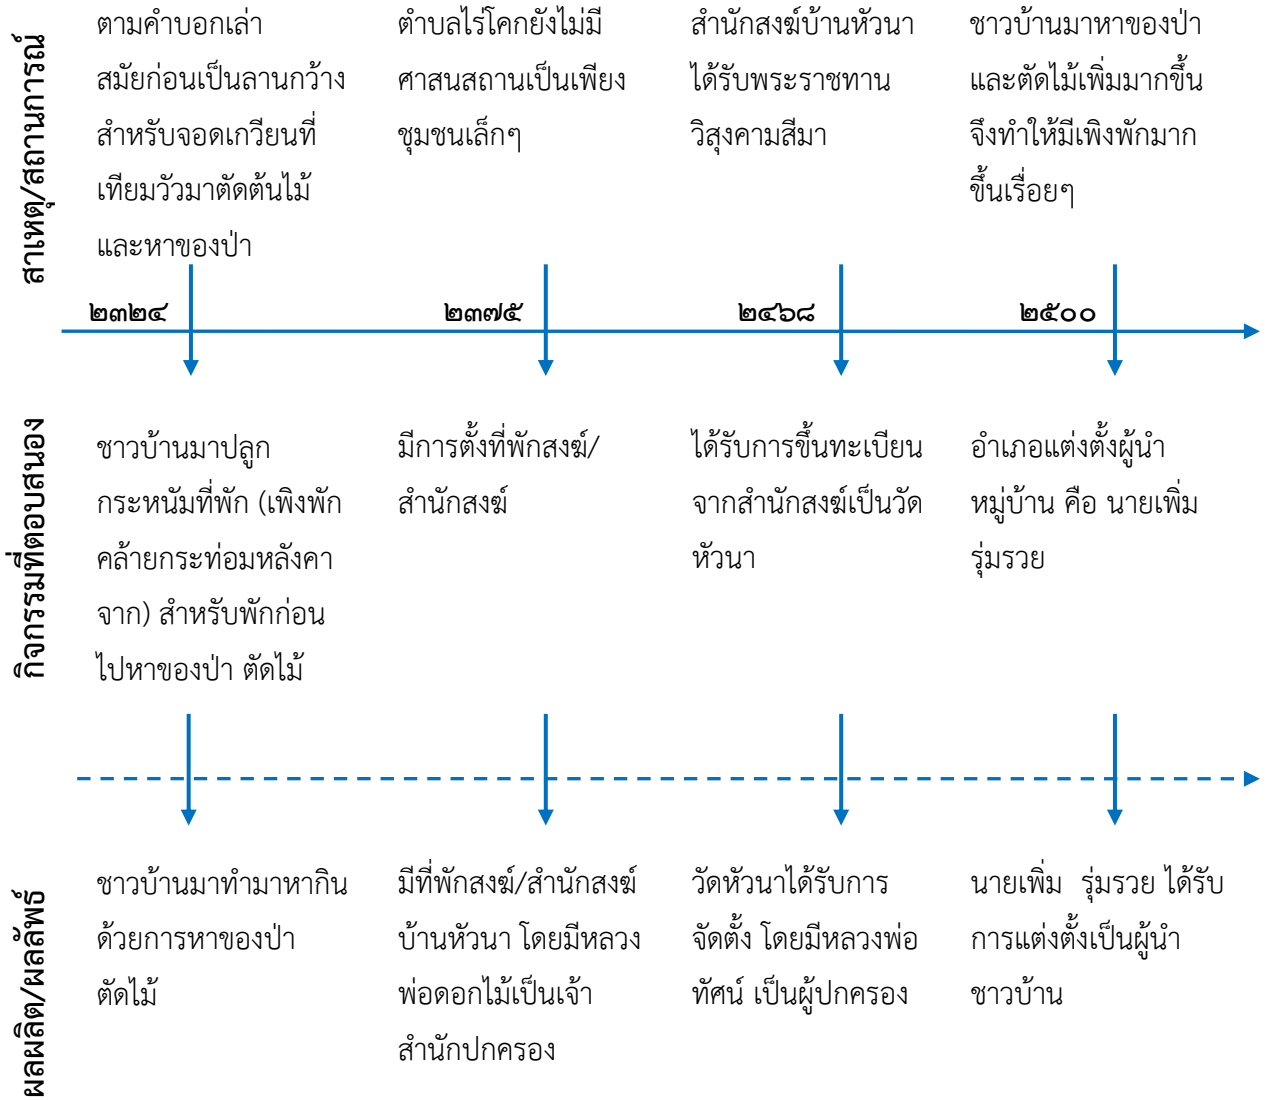 สาเหตุ/สถานการณ์
ตามคำบอกเล่า
สมัยก่อนเป็นลานกว้าง
สำหรับจอดเกวียนที่
เทียมวัวมาตัดต้นไม้
และหาของป่า
ตำบลไร่โคกยังไม่มี
ศาสนสถานเป็นเพียง
ชุมชนเล็กๆ
สำนักสงฆ์บ้านหัวนา
ได้รับพระราชทาน
วิสุงคามสีมา
ชาวบ้านมาหาของป่า
และตัดไม้เพิ่มมากขึ้น
จึงทำให้มีเพิงพักมาก
ขึ้นเรื่อยๆ
๒๓๒๔
๒๓๗๕
๒๔๖๘
๒๕๐๐
กิจกรรมที่ตอบสนอง
ชาวบ้านมาปลูก
กระหนัมที่พัก (เพิงพัก
คล้ายกระท่อมหลังคา
จาก) สำหรับพักก่อน
ไปหาของป่า ตัดไม้
มีการตั้งที่พักสงฆ์/
สำนักสงฆ์
ได้รับการขึ้นทะเบียน
จากสำนักสงฆ์เป็นวัด
หัวนา
อำเภอแต่งตั้งผู้นำ
หมู่บ้าน คือ นายเพิ่ม
รุ่มรวย
ผลผลิต/ผลลัพธ์
ชาวบ้านมาทำมาหากิน
ด้วยการหาของป่า
ตัดไม้
มีที่พักสงฆ์/สำนักสงฆ์
บ้านหัวนา โดยมีหลวง
พ่อดอกไม้เป็นเจ้า
สำนักปกครอง
วัดหัวนาได้รับการ
จัดตั้ง โดยมีหลวงพ่อ
ทัศน์ เป็นผู้ปกครอง
นายเพิ่ม รุ่มรวย ได้รับ
การแต่งตั้งเป็นผู้นำ
ชาวบ้าน